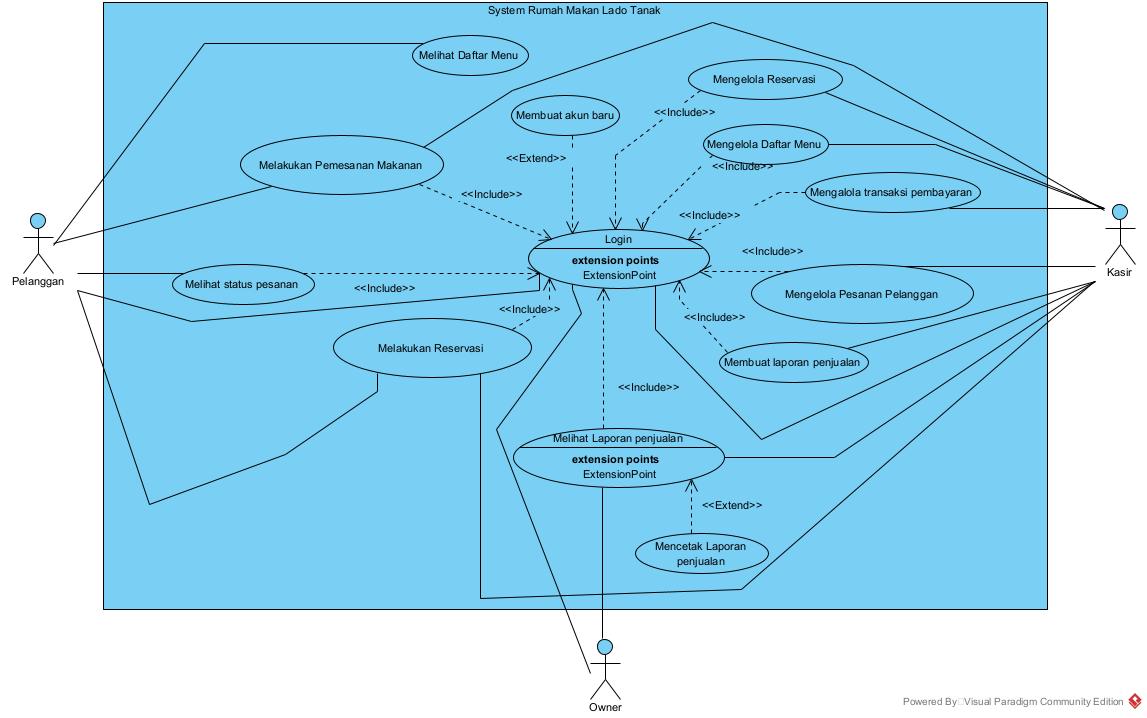 System Rumah Makan Lado Tanak
Melihat Daftar Menu
Mengelola Reservasi
Membuat akun baru
<<Include>>
Mengelola Daftar Menu
<<Extend>>
Melakukan Pemesanan Makanan
<<Include>>
<<Include>>
Mengalola transaksi pembayaran
<<Include>>
Login
extension points
ExtensionPoint
<<Include>>
Pelanggan
Kasir
Melihat status pesanan
<<Include>>
Mengelola Pesanan Pelanggan
<<Include>>
<<Include>>
Melakukan Reservasi
Membuat laporan penjualan
<<Include>>
Melihat Laporan penjualan
extension points
ExtensionPoint
<<Extend>>
Mencetak Laporan
penjualan
Owner
Powered By Visual Paradigm Community Edition